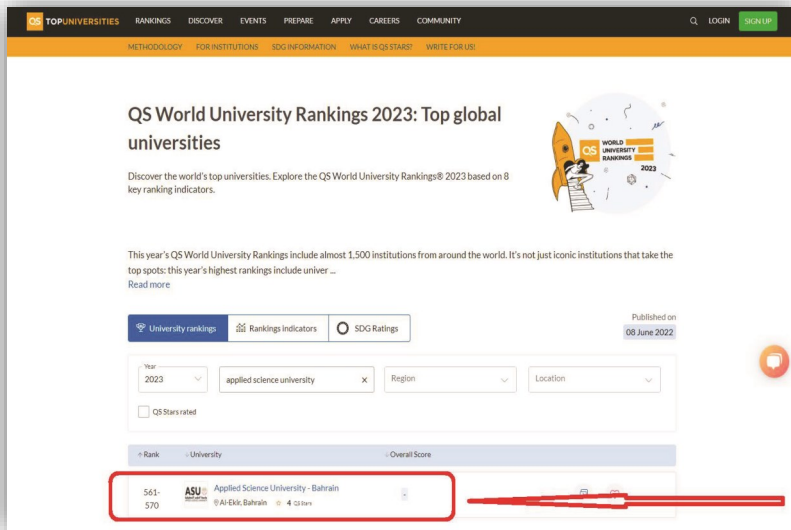 QS TOPUNIVERSITIES RANKINGS DISCOVER EVENTS PREPARE APPLY CAREERS COMMUNITY LOGIN SIGN UP
METHODOLOGY FOR INSTITUTIONS SDG INFORMATION WHAT IS QS STARS? WRITE FOR US!
QS World University Rankings 2023: Top global
universities
QS WORLD
UNIVERSITY
RANKINGS
2023
Discover the world's top universities. Explore the QS World University Rankings® 2023 based on 8
key ranking indicators.
This year's QS World University Rankings include almost 1,500 institutions from around the world. It's not just iconic institutions that take the
top spots: this year's highest rankings include univer ...
Read more
Published on
University rankings Rankings indicators SDG Ratings
08 June 2022
Year
2023 applied science university x Region Location
QS Stars rated
Rank University Overall Score
561-
570
ASU
Applied Science University - Bahrain
Al-Ekir, Bahrain 4 QS Stars
-